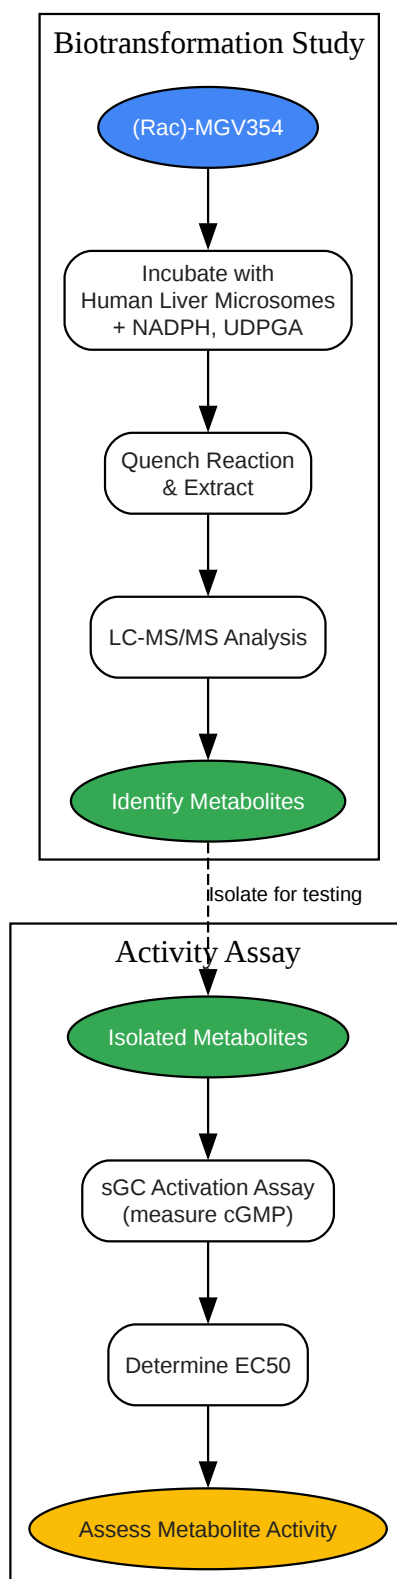 Biotransformation Study
(Rac)-MGV354
Incubate with
Human Liver Microsomes
+ NADPH, UDPGA
Quench Reaction
& Extract
LC-MS/MS Analysis
Identify Metabolites
Isolate for testing
Activity Assay
Isolated Metabolites
sGC Activation Assay
(measure cGMP)
Determine EC50
Assess Metabolite Activity